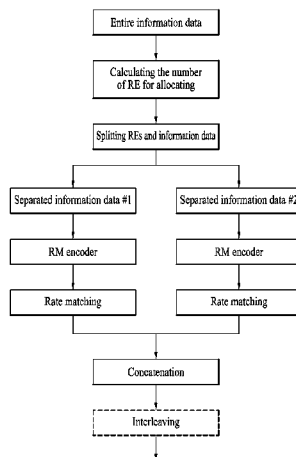 Entire information data
Calculating the number
of RE for allocating
Splitting REs and information data
Separated information data #1
Separated information data #2
RM encoder
RM encoder
Rate matching
Rate matching
Concatenation
Interleaving